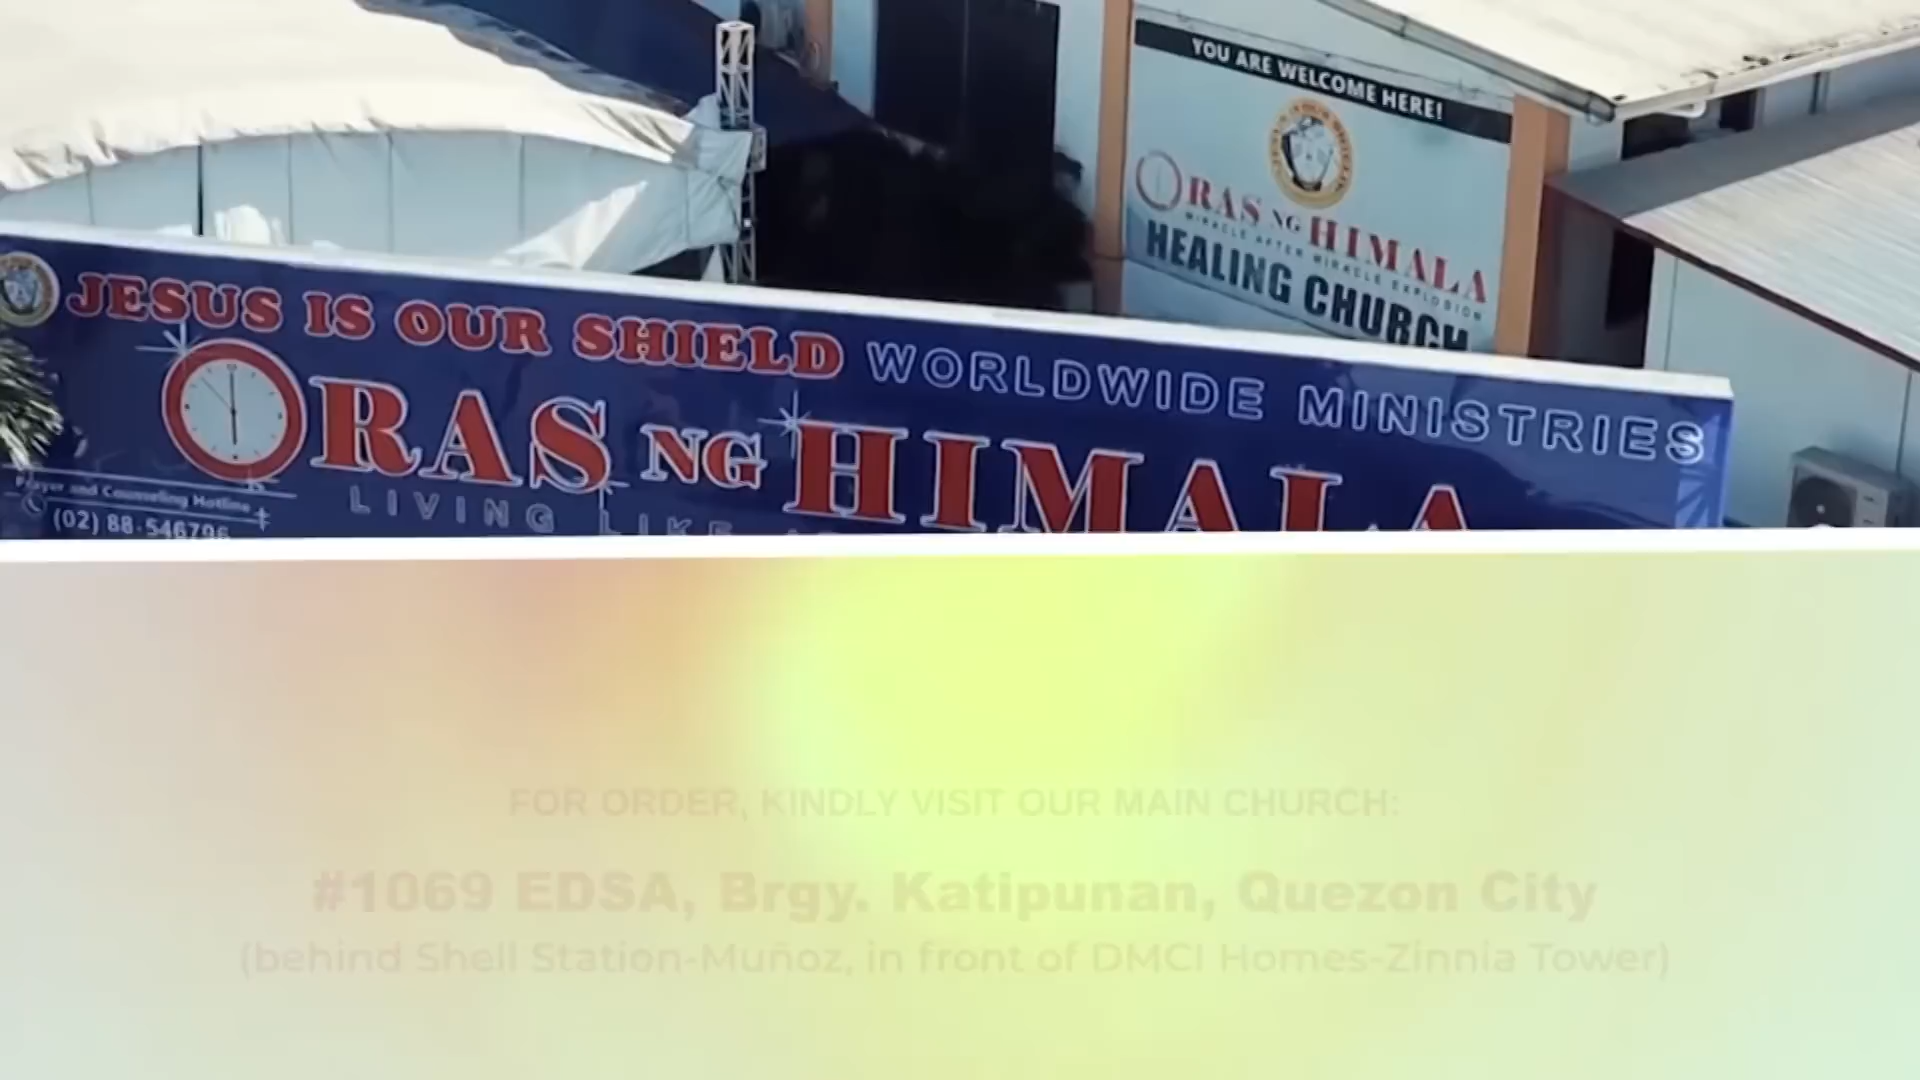 YOU ARE WELCOME HERE!
ORAS NG HIMALA
MIRACLE AFTER MIRACLE EXPLOSION
HEALING CHURCH
JESUS IS OUR SHIELD WORLDWIDE MINISTRIES
ORAS NG HIMALA
LIVING LIKE
Prayer and Counseling Hotline
(02) 88-546796
FOR ORDER, KINDLY VISIT OUR MAIN CHURCH:
#1069 EDSA, Brgy. Katipunan, Quezon City
(behind Shell Station-Muñoz, in front of DMCI Homes-Zinnia Tower)